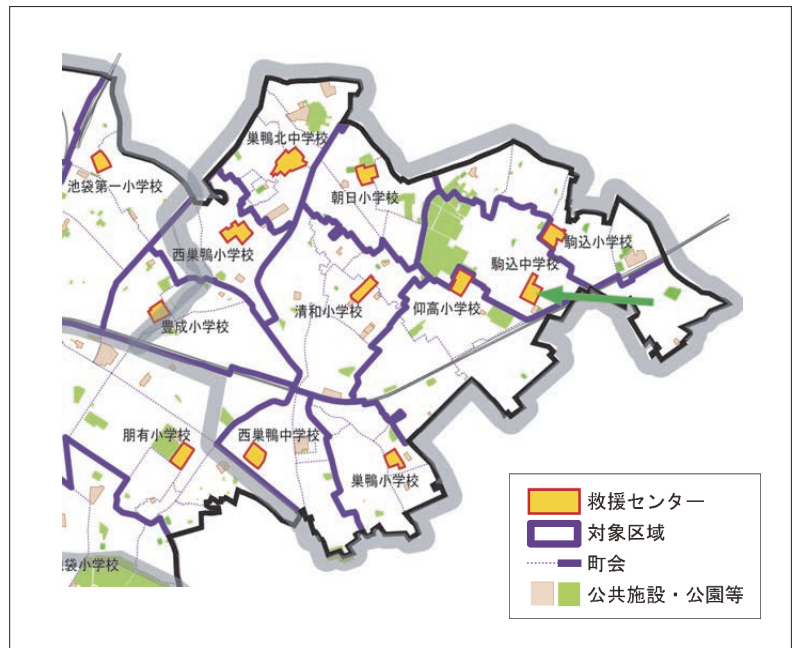 巣鴨北中学校
池袋第一小学校
朝日小学校
西巣鴨小学校
駒込小学校
駒込中学校
清和小学校
仰高小学校
豊成小学校
朋有小学校
西巣鴨中学校
巣鴨小学校
袋小学校
救援センター
対象区域
町会
公共施設・公園等